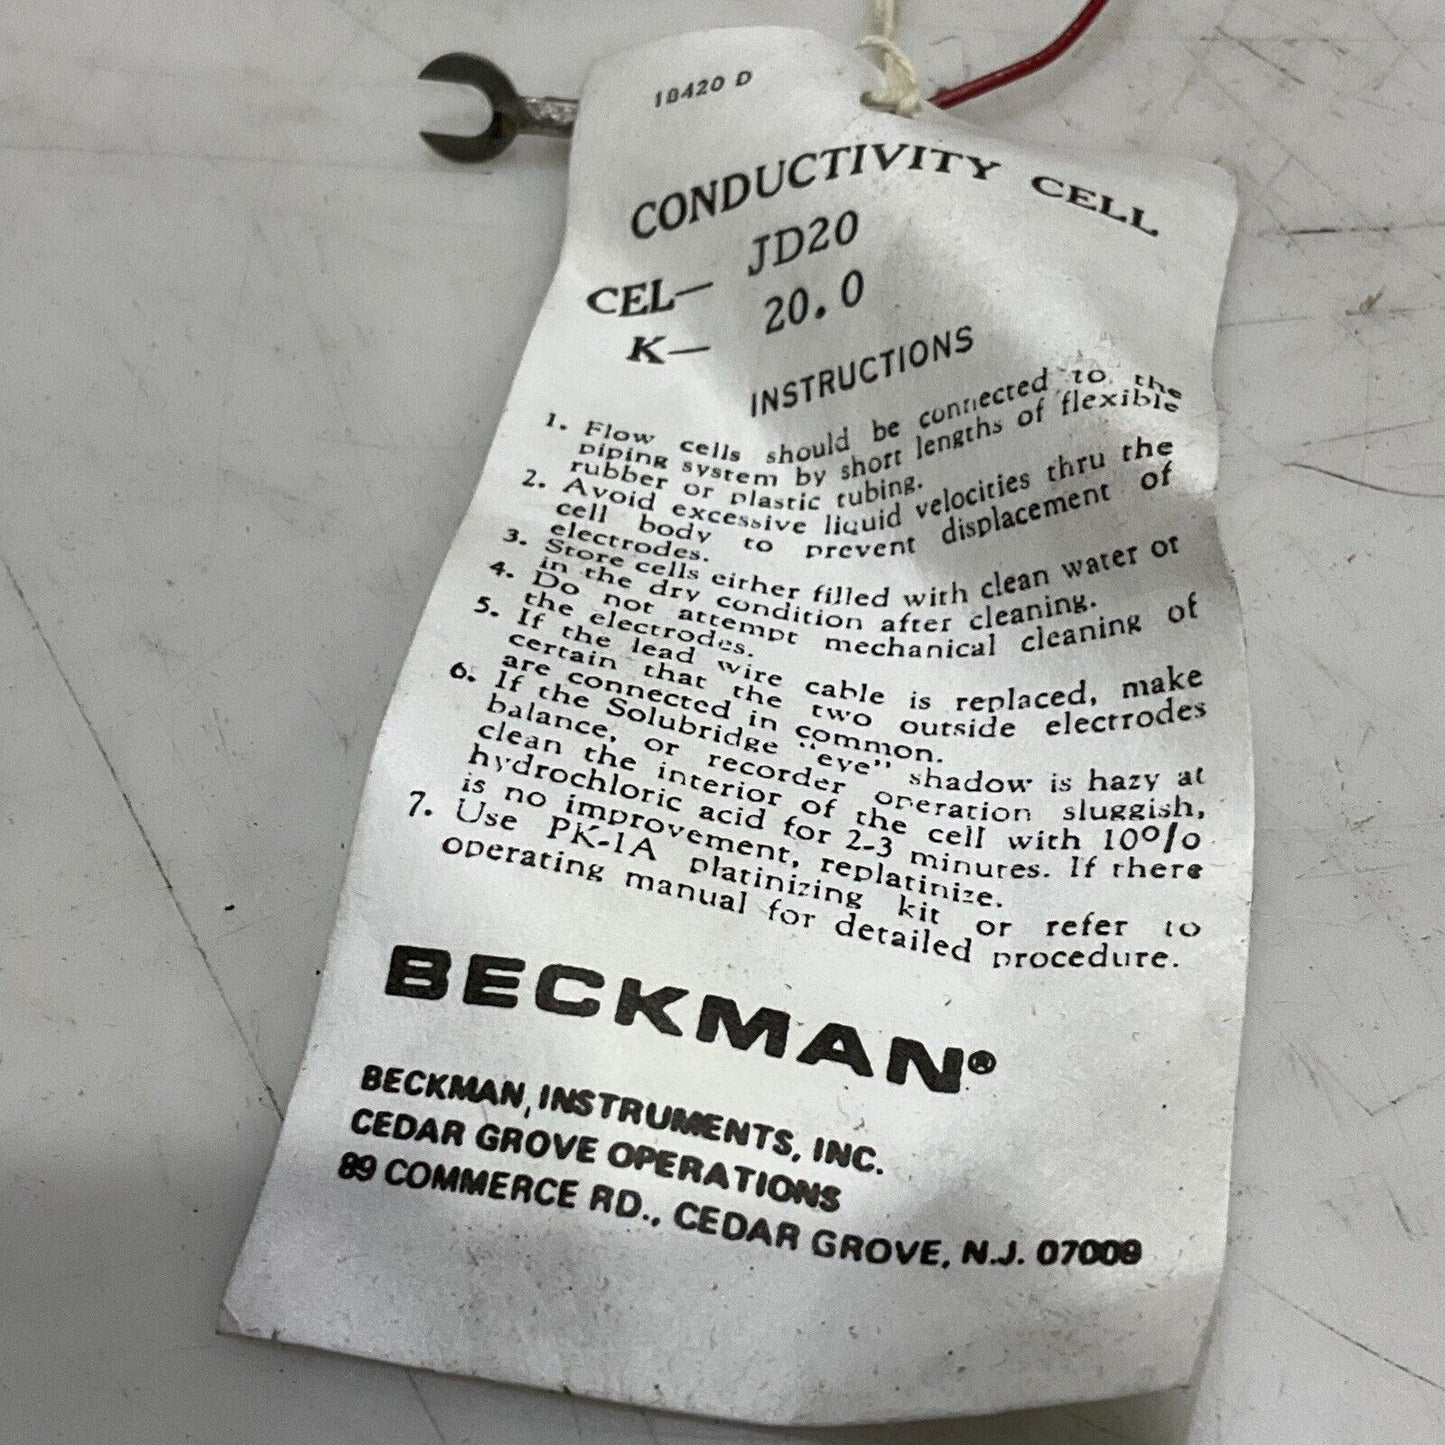 18420 D
CONDUCTIVITY CELL
CEL— JD20
K— 20.0
INSTRUCTIONS
1. Flow cells should be connected to the
piping system by short lengths of flexible
rubber or plastic tubing.
2. Avoid excessive liquid velocities thru the
cell body to prevent displacement of
electrodes.
3. Store cells either filled with clean water or
in the dry condition after cleaning.
4. Do not attempt mechanical cleaning of
the electrodes.
5. If the lead wire cable is replaced, make
certain that the two outside electrodes
are connected in common.
6. If the Solubridge "eye" shadow is hazy at
balance, or recorder operation sluggish,
clean the interior of the cell with 10%
hydrochloric acid for 2-3 minutes. If there
is no improvement, replatinize.
7. Use PK-1A platinizing kit or refer to
operating manual for detailed procedure.
BECKMAN®
BECKMAN, INSTRUMENTS, INC.
CEDAR GROVE OPERATIONS
89 COMMERCE RD., CEDAR GROVE, N.J. 07009